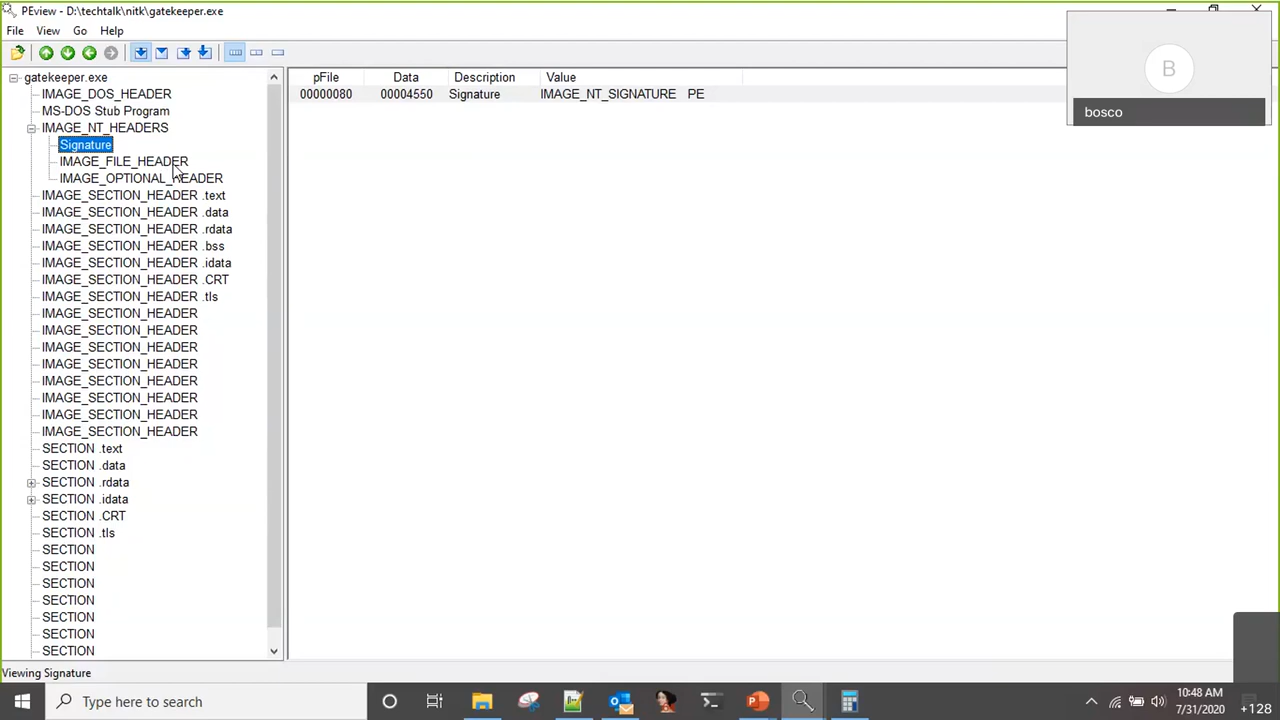 PEview - D:\techtalk\nitk\gatekeeper.exe
File View Go Help
gatekeeper.exe
IMAGE_DOS_HEADER
MS-DOS Stub Program
IMAGE_NT_HEADERS
Signature
IMAGE_FILE_HEADER
IMAGE_OPTIONAL_HEADER
IMAGE_SECTION_HEADER .text
IMAGE_SECTION_HEADER .data
IMAGE_SECTION_HEADER .rdata
IMAGE_SECTION_HEADER .bss
IMAGE_SECTION_HEADER .idata
IMAGE_SECTION_HEADER .CRT
IMAGE_SECTION_HEADER .tls
IMAGE_SECTION_HEADER
IMAGE_SECTION_HEADER
IMAGE_SECTION_HEADER
IMAGE_SECTION_HEADER
IMAGE_SECTION_HEADER
IMAGE_SECTION_HEADER
IMAGE_SECTION_HEADER
IMAGE_SECTION_HEADER
SECTION .text
SECTION .data
SECTION .rdata
SECTION .idata
SECTION .CRT
SECTION .tls
SECTION
SECTION
SECTION
SECTION
SECTION
SECTION
SECTION
pFile Data Description Value
00000080 00004550 Signature IMAGE_NT_SIGNATURE PE
B
bosco
Viewing Signature
Type here to search
10:48 AM
7/31/2020
+128